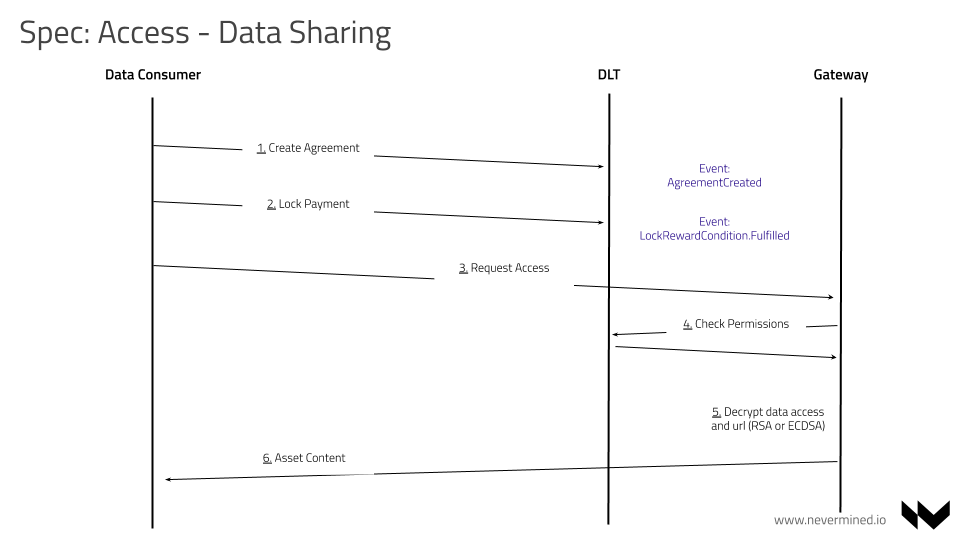 Spec: Access - Data Sharing
Data Consumer
DLT
Gateway
1. Create Agreement
Event:
AgreementCreated
2. Lock Payment
Event:
LockRewardCondition.Fulfilled
3. Request Access
4. Check Permissions
5. Decrypt data access
and url (RSA or ECDSA)
6. Asset Content
www.nevermined.io